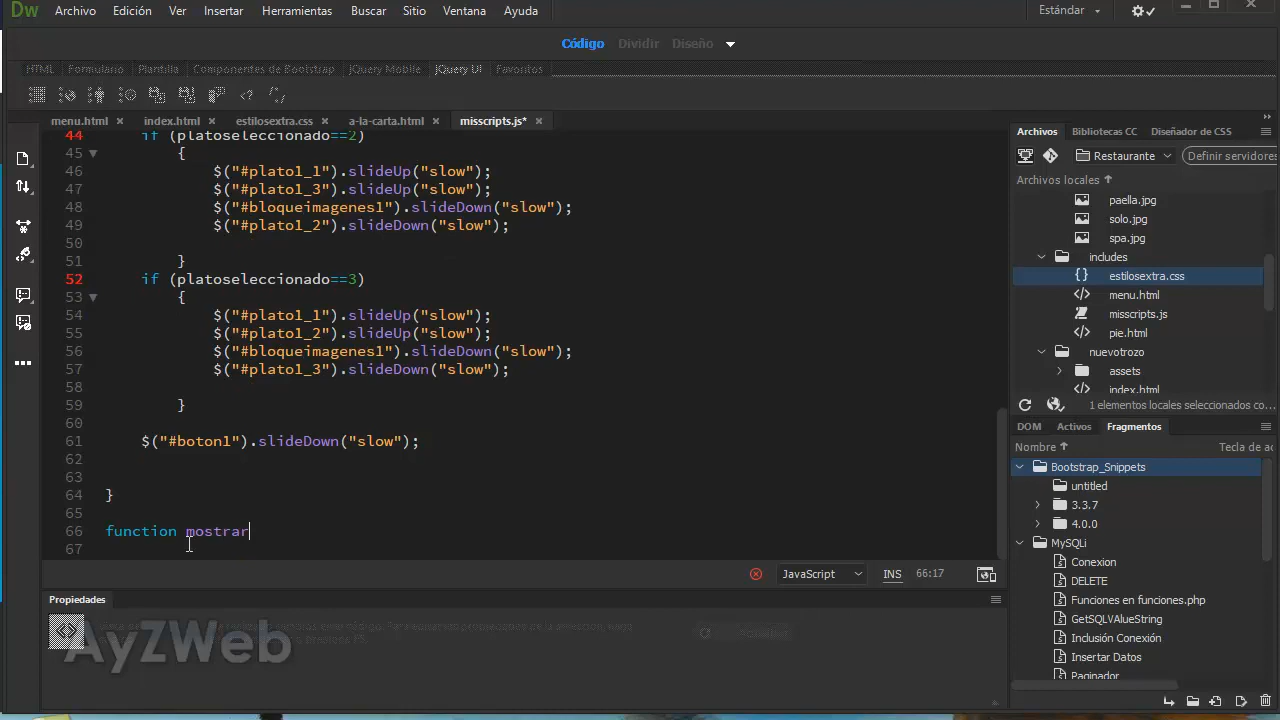 Dw Archivo Edición Ver Insertar Herramientas Buscar Sitio Ventana Ayuda Estándar
Código Dividir Diseño
HTML Formulario Plantilla Componentes de Bootstrap jQuery Mobile jQuery UI Favoritos
menu.html index.html estilosextra.css a-la-carta.html misscripts.js*
44 if (platoseleccionado==2)
45 {
46 $("#plato1_1").slideUp("slow");
47 $("#plato1_3").slideUp("slow");
48 $("#bloqueimagenes1").slideDown("slow");
49 $("#plato1_2").slideDown("slow");
50
51 }
52 if (platoseleccionado==3)
53 {
54 $("#plato1_1").slideUp("slow");
55 $("#plato1_2").slideUp("slow");
56 $("#bloqueimagenes1").slideDown("slow");
57 $("#plato1_3").slideDown("slow");
58
59 }
60
61 $("#boton1").slideDown("slow");
62
63
64 }
65
66 function mostrar
67
JavaScript INS 66:17
Propiedades
AyZWeb
Archivos Bibliotecas CC Diseñador de CSS
Restaurante Definir servidores
Archivos locales
paella.jpg
solo.jpg
spa.jpg
includes
estilosextra.css
menu.html
misscripts.js
pie.html
nuevotrozo
assets
index.html
1 elementos locales seleccionados co...
DOM Activos Fragmentos
Nombre Tecla de ac
Bootstrap_Snippets
untitled
3.3.7
4.0.0
MySQLi
Conexion
DELETE
Funciones en funciones.php
GetSQLVAlueString
Inclusión Conexión
Insertar Datos
Paginador